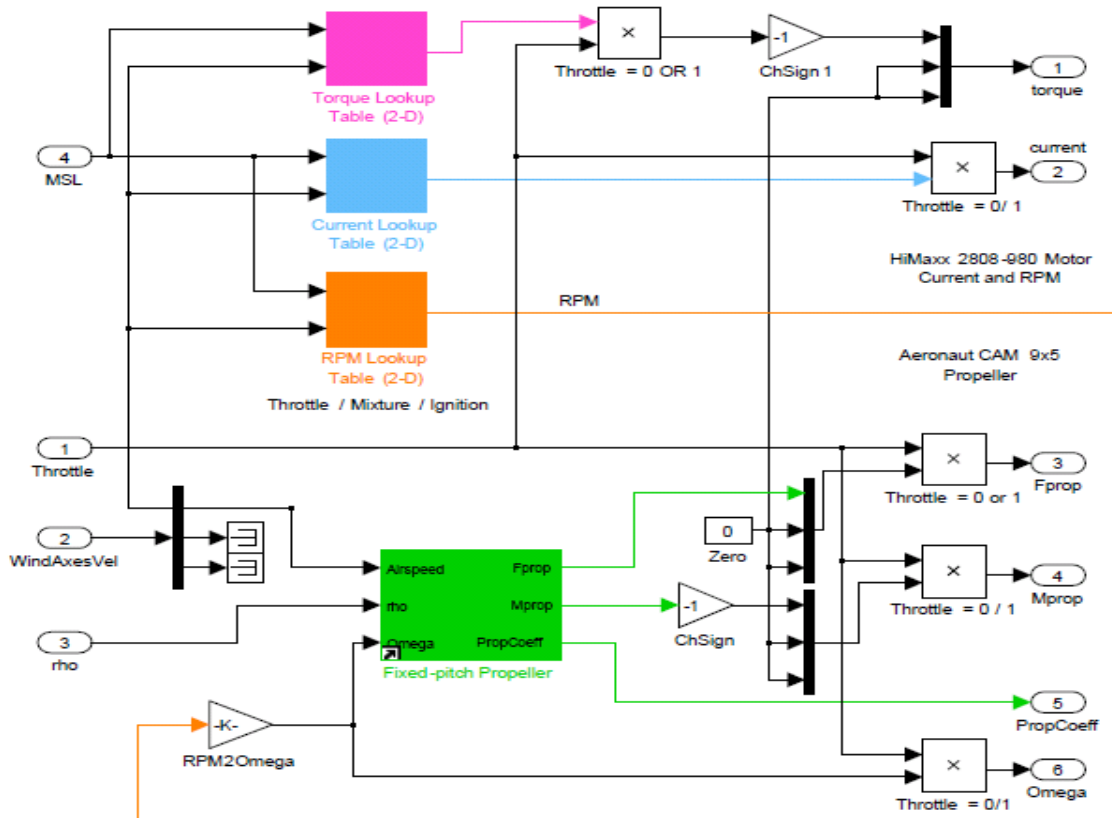 ×
Throttle = 0 OR 1
-1
ChSign 1
1
torque
Torque Lookup
Table (2-D)
4
MSL
current
2
×
Throttle = 0/ 1
Current Lookup
Table (2-D)
HiMaxx 2808-980 Motor
Current and RPM
RPM
RPM Lookup
Table (2-D)
Aeronaut CAM 9x5
Propeller
Throttle / Mixture / Ignition
1
Throttle
×
Throttle = 0 or 1
3
Fprop
2
WindAxesVel
0
Zero
Airspeed
rho
Omega
Fprop
Mprop
PropCoeff
Fixed-pitch Propeller
-1
ChSign
×
Throttle = 0 / 1
4
Mprop
3
rho
5
PropCoeff
-K-
RPM2Omega
×
Throttle = 0/1
6
Omega